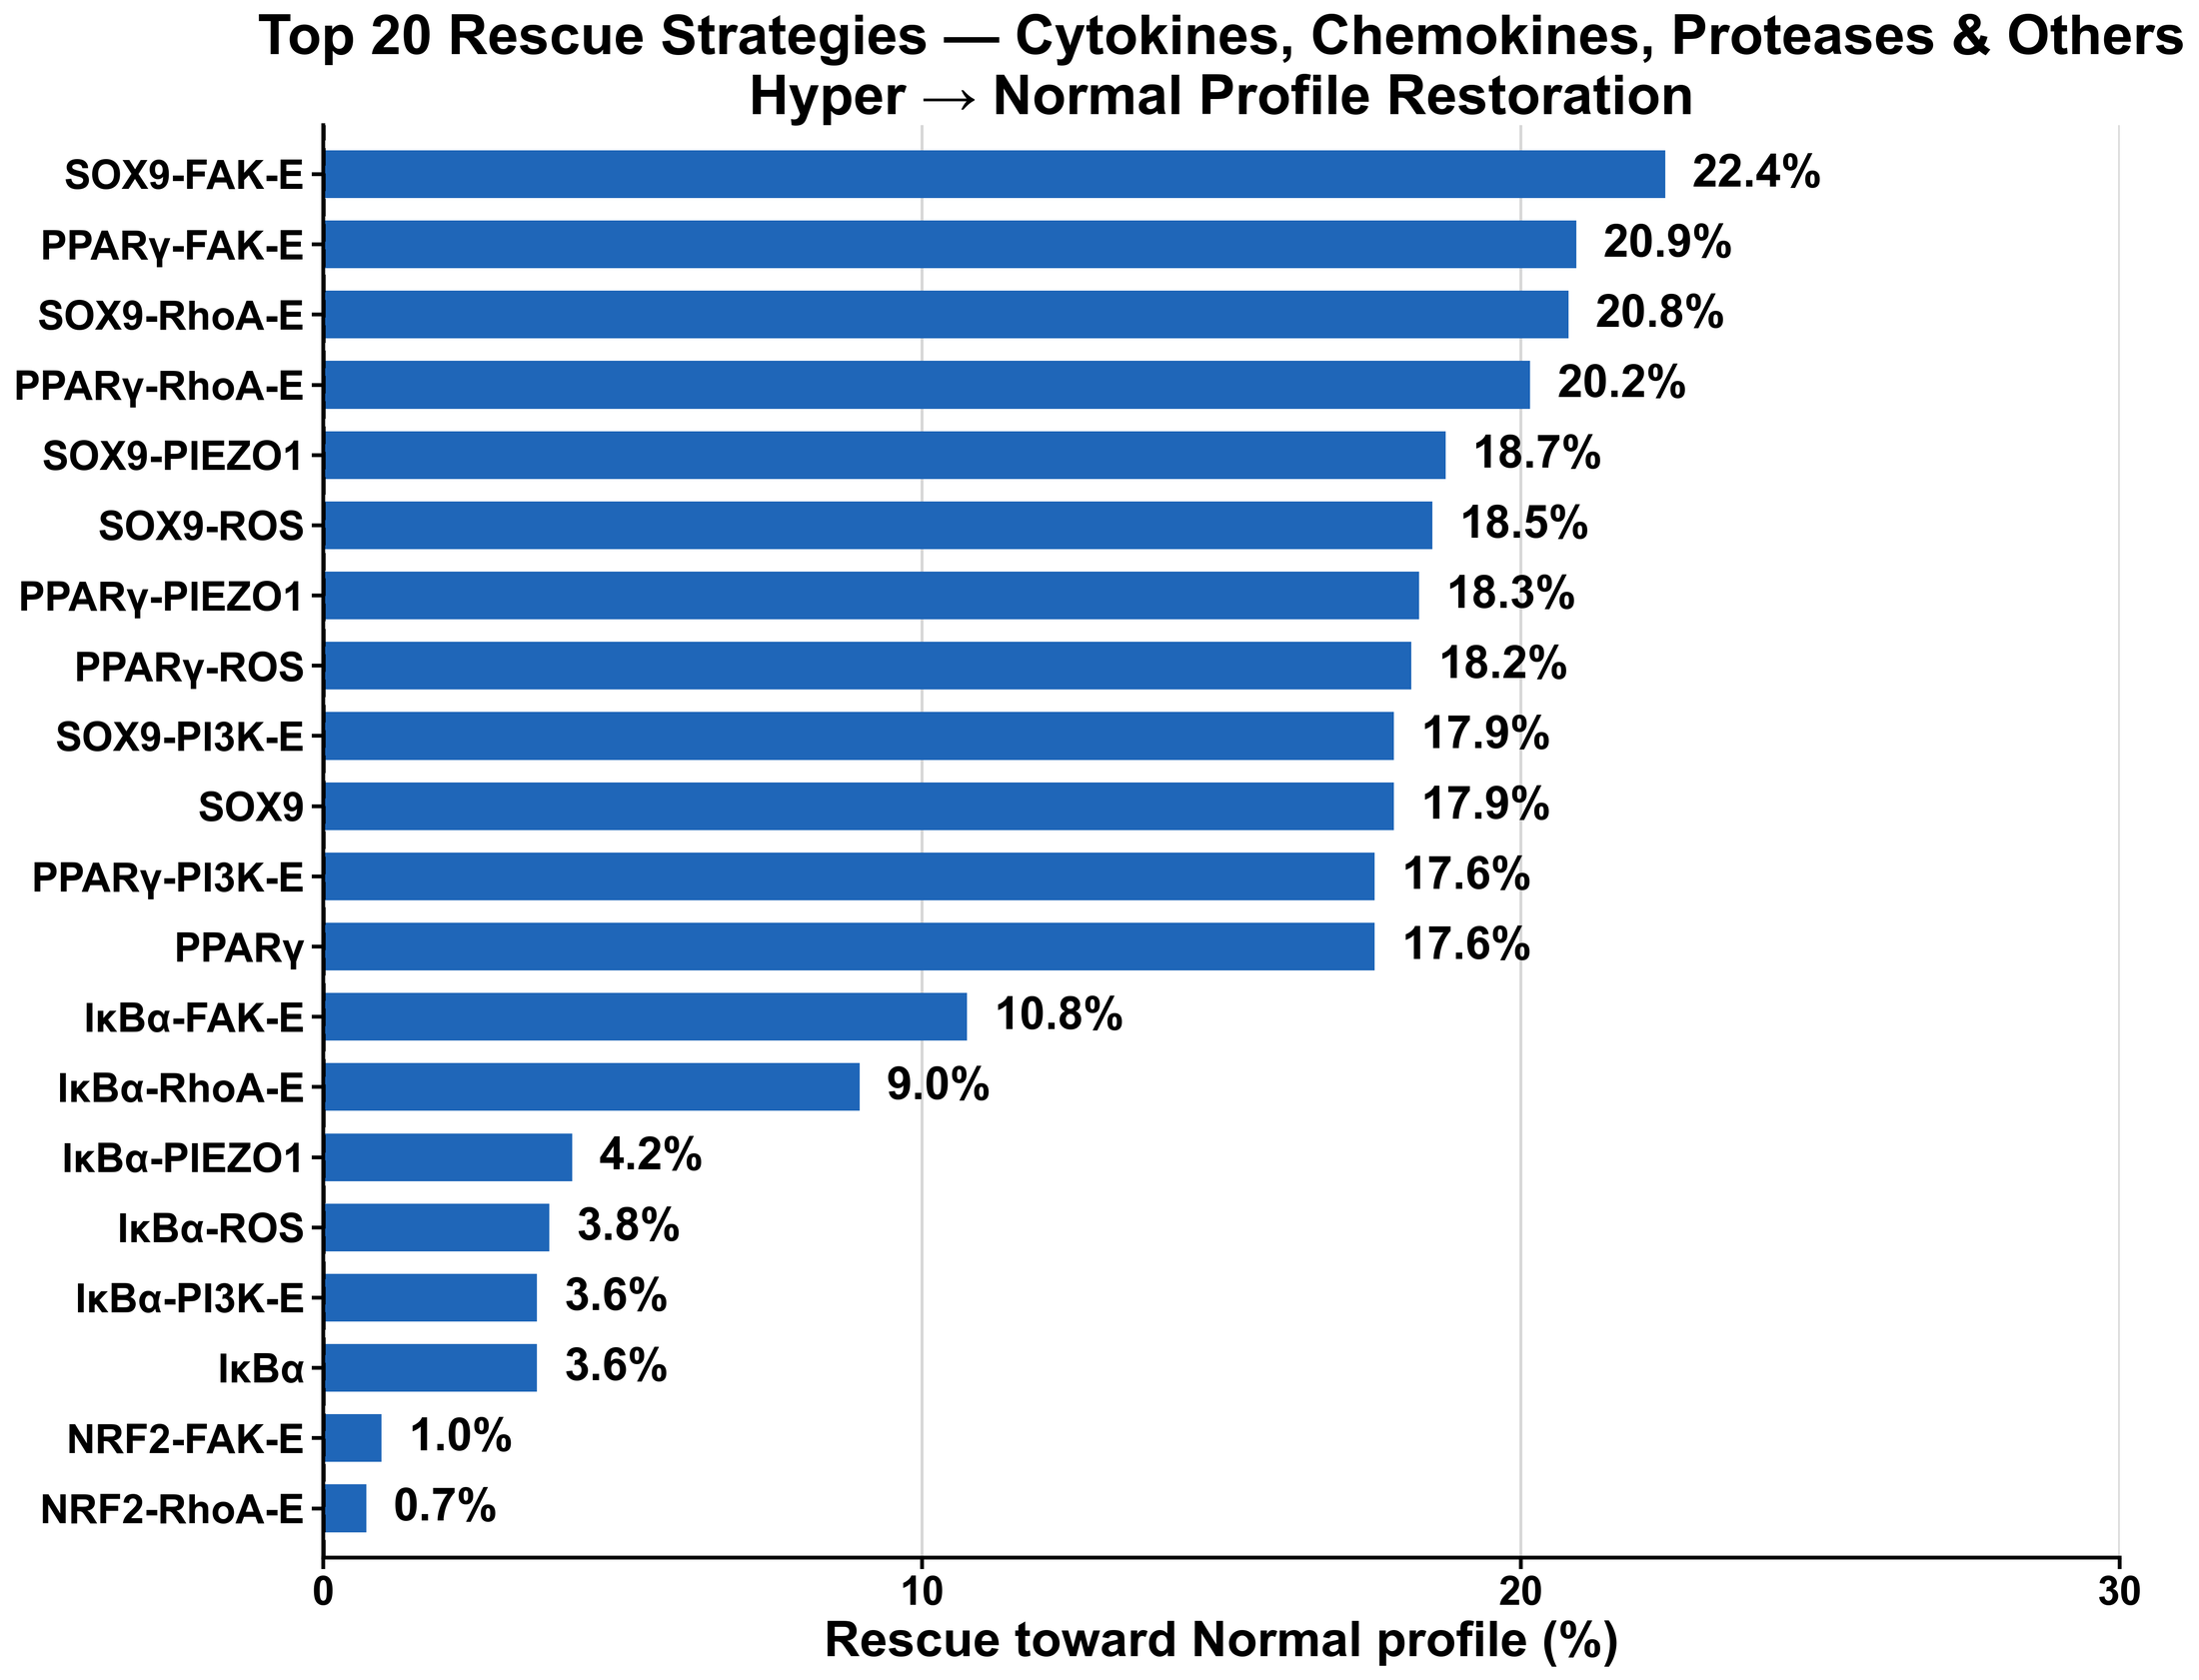 Top 20 Rescue Strategies — Cytokines, Chemokines, Proteases & Others
Hyper → Normal Profile Restoration
SOX9-FAK-E 22.4%
PPARγ-FAK-E 20.9%
SOX9-RhoA-E 20.8%
PPARγ-RhoA-E 20.2%
SOX9-PIEZO1 18.7%
SOX9-ROS 18.5%
PPARγ-PIEZO1 18.3%
PPARγ-ROS 18.2%
SOX9-PI3K-E 17.9%
SOX9 17.9%
PPARγ-PI3K-E 17.6%
PPARγ 17.6%
IκBα-FAK-E 10.8%
IκBα-RhoA-E 9.0%
IκBα-PIEZO1 4.2%
IκBα-ROS 3.8%
IκBα-PI3K-E 3.6%
IκBα 3.6%
NRF2-FAK-E 1.0%
NRF2-RhoA-E 0.7%
0 10 20 30
Rescue toward Normal profile (%)